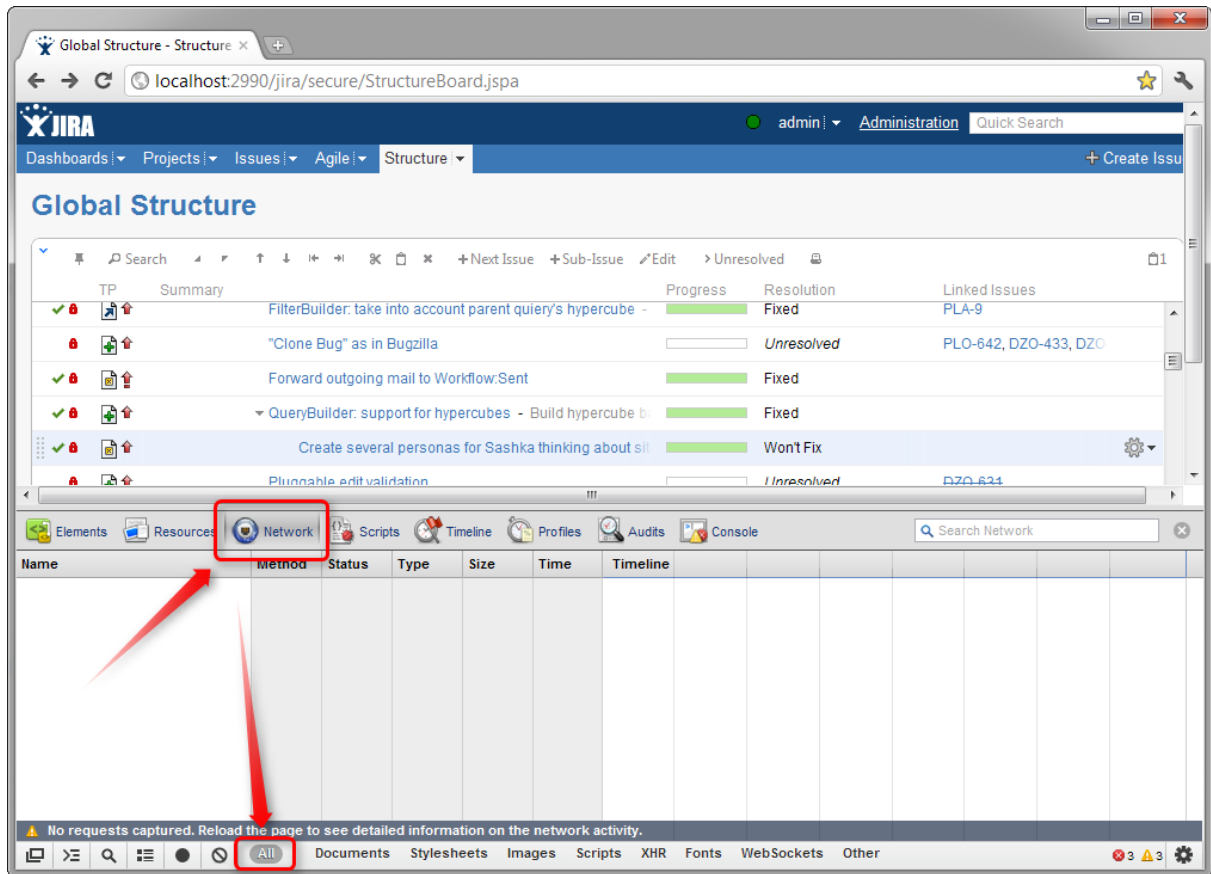 Global Structure - Structure
localhost:2990/jira/secure/StructureBoard.jspa
JIRA
admin Administration Quick Search
Dashboards Projects Issues Agile Structure + Create Issu
Global Structure
Search +Next Issue +Sub-Issue Edit >Unresolved 1
TP Summary Progress Resolution Linked Issues
FilterBuilder: take into account parent quiery's hypercube - Fixed PLA-9
"Clone Bug" as in Bugzilla Unresolved PLO-642, DZO-433, DZO
Forward outgoing mail to Workflow:Sent Fixed
QueryBuilder: support for hypercubes - Build hypercube b Fixed
Create several personas for Sashka thinking about sit Won't Fix
Pluggable edit validation Unresolved DZO-631
Elements Resources Network Scripts Timeline Profiles Audits Console Search Network
Name Method Status Type Size Time Timeline
No requests captured. Reload the page to see detailed information on the network activity.
All Documents Stylesheets Images Scripts XHR Fonts WebSockets Other 3 3